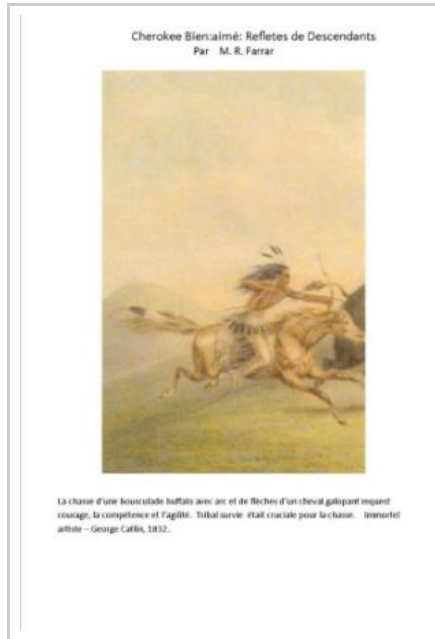 Cherokee Bien:aimé: Refletes de Descendants
Par M. R. Farrar
La chasse d'une bousculade buffalo avec arc et de flèches d'un cheval galopant request
courage, la compétence et l'agilité. Tribal survie était cruciale pour la chasse. Immortel
artiste – George Catlin, 1832.